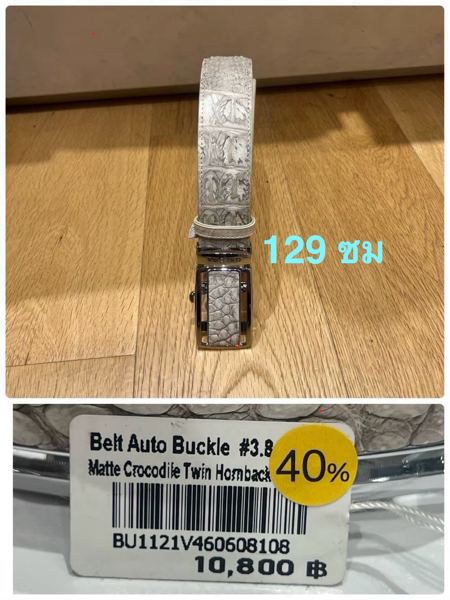 129 ซม
Belt Auto Buckle #3.8
40%
Matte Crocodile Twin Hornback
BU1121V460608108
10,800 ฿